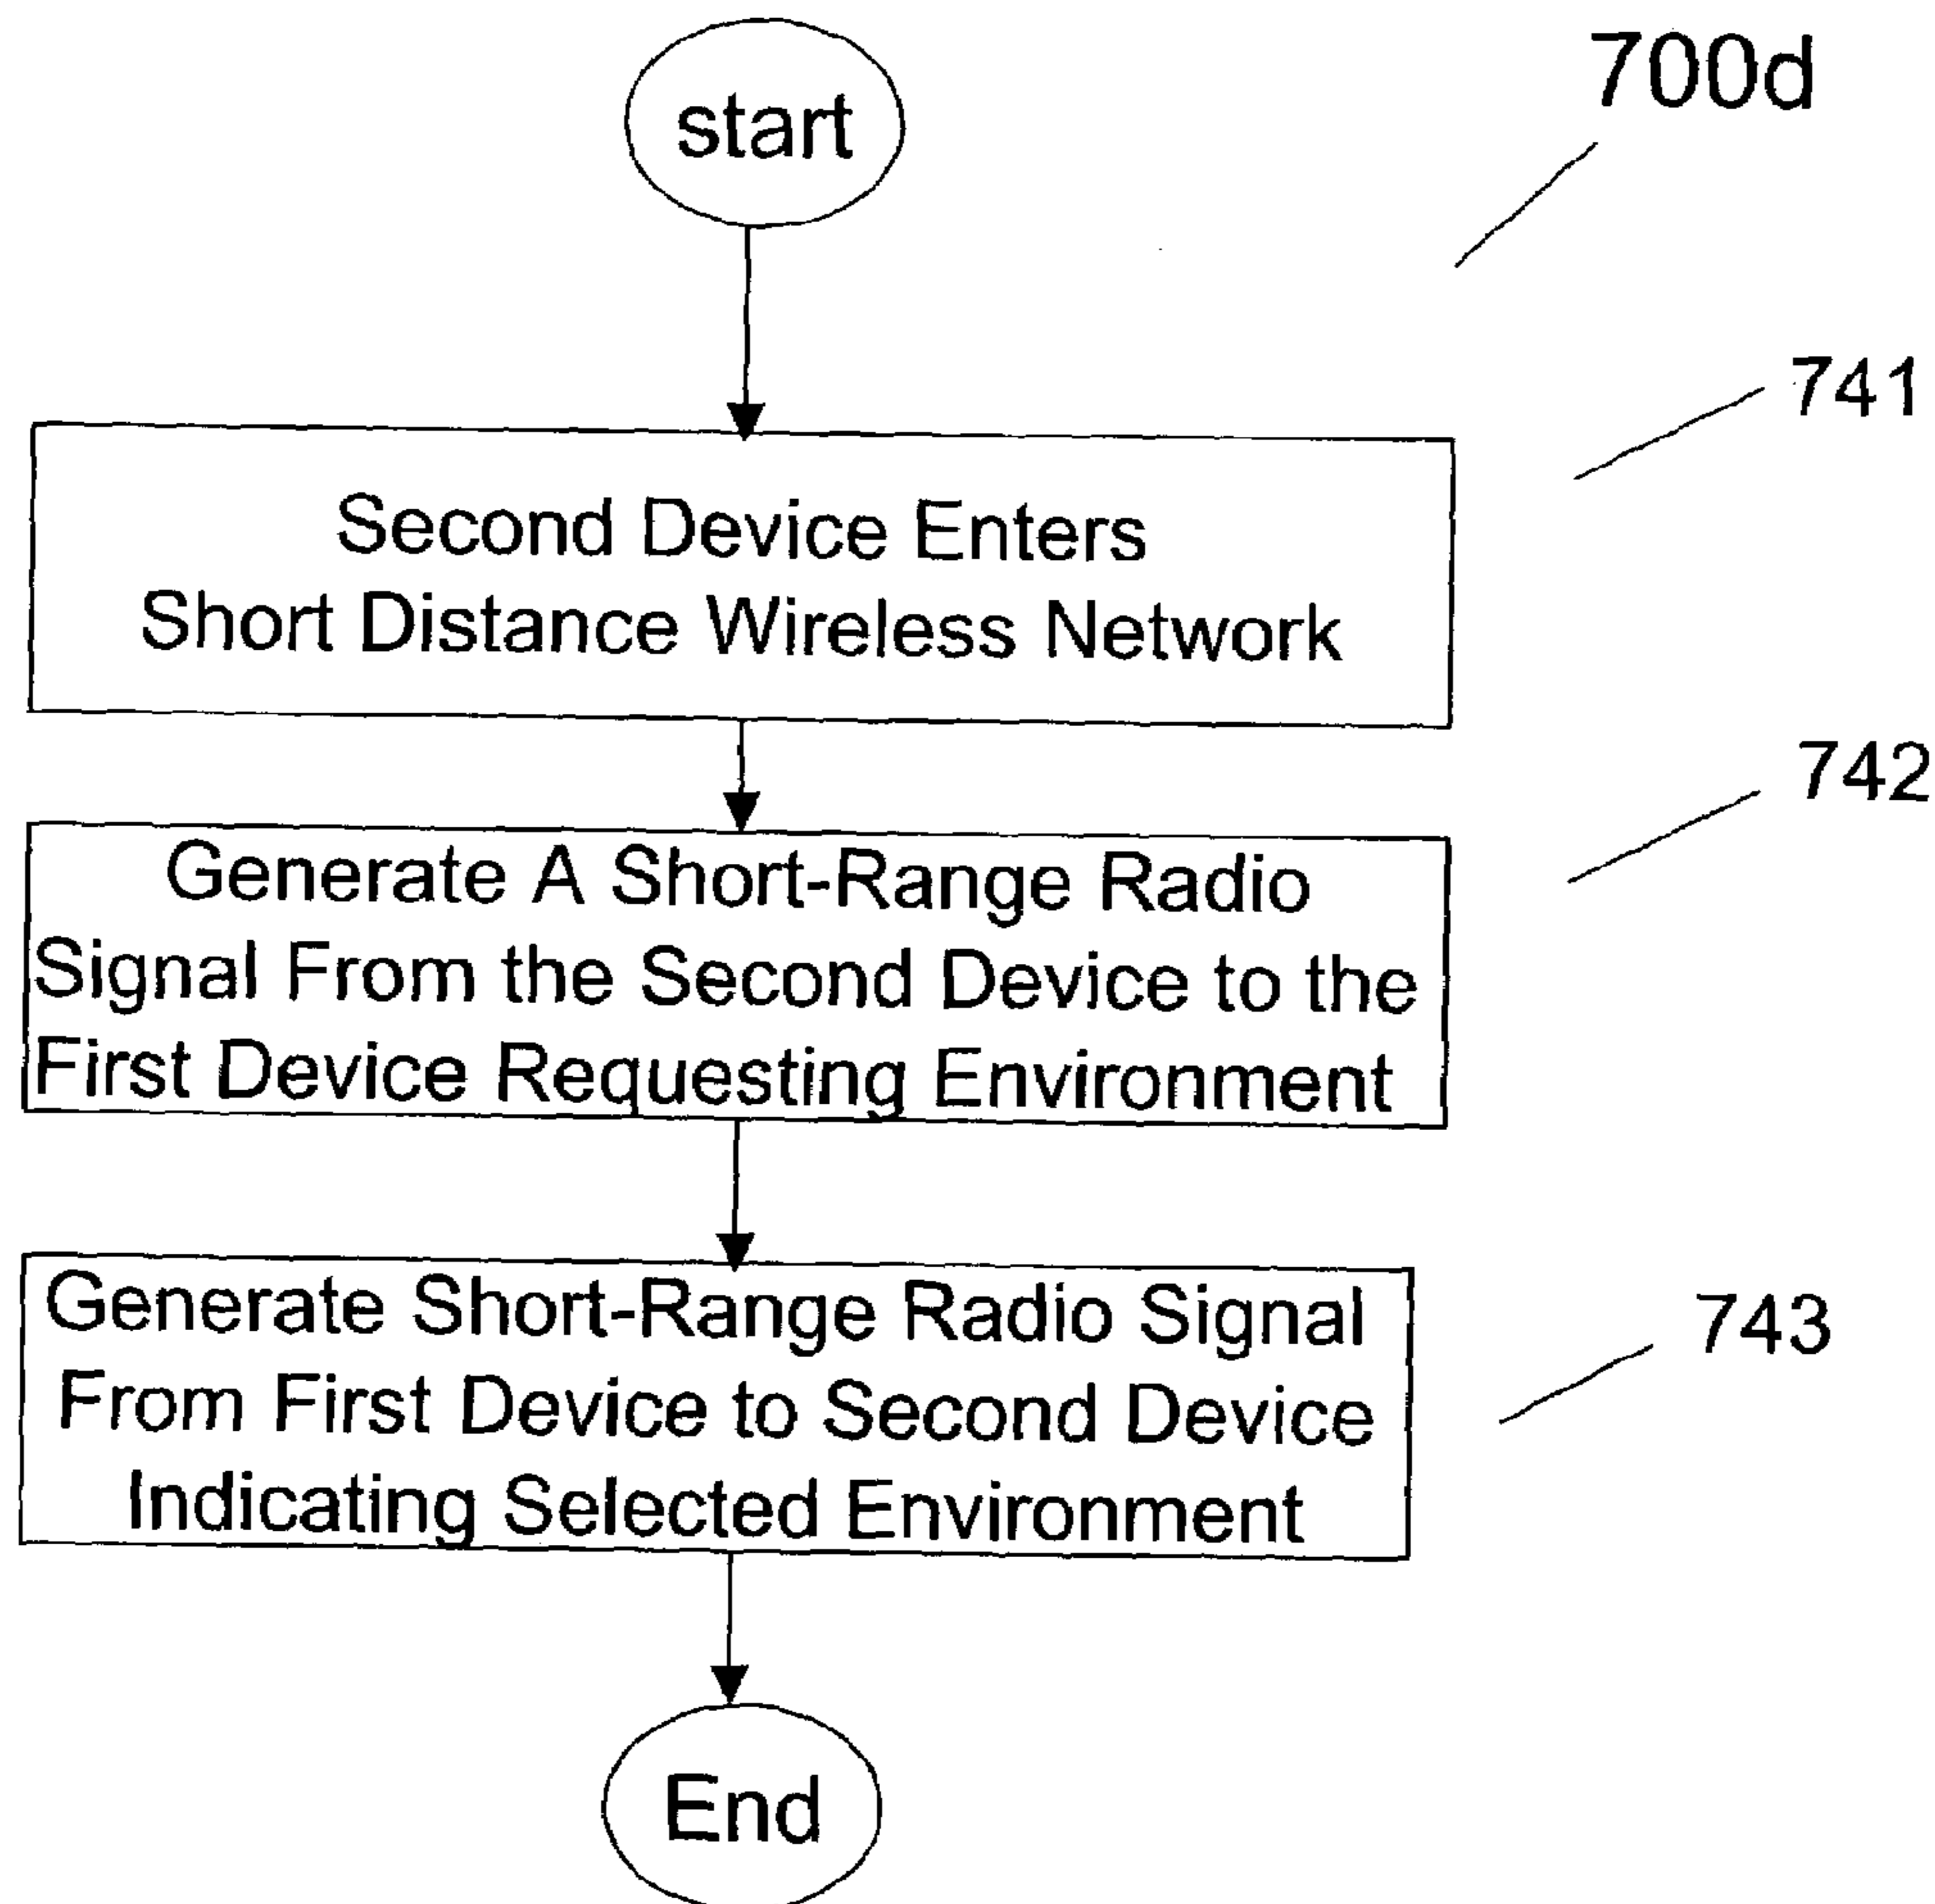 start
700d
741
Second Device Enters
Short Distance Wireless Network
742
Generate A Short-Range Radio
Signal From the Second Device to the
First Device Requesting Environment
743
Generate Short-Range Radio Signal
From First Device to Second Device
Indicating Selected Environment
End